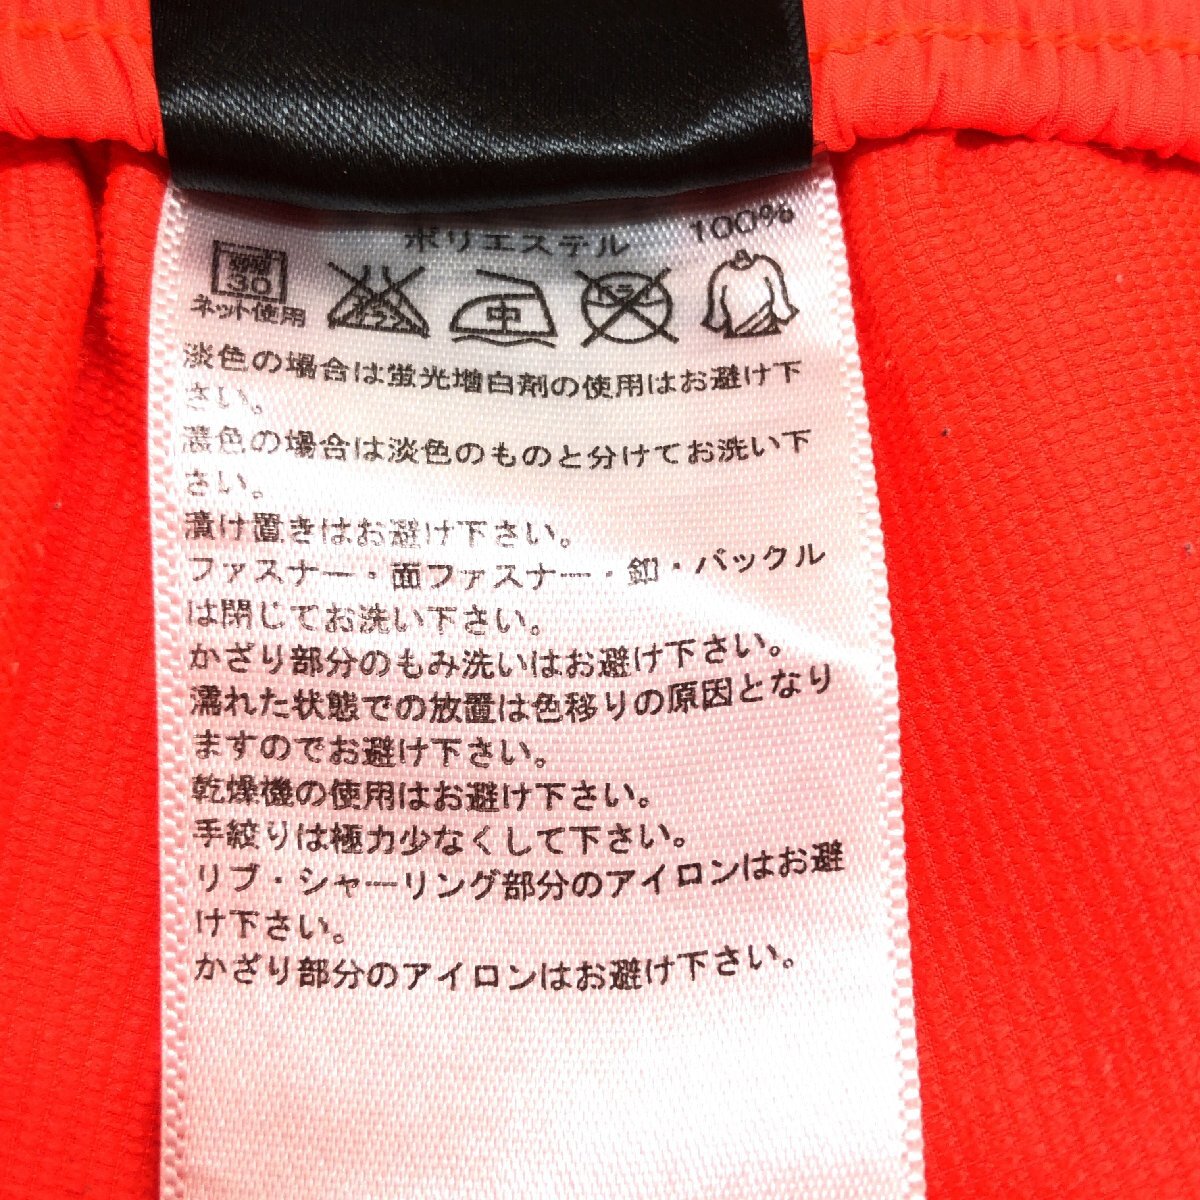 ポリエステル 100%
30
ネット使用
エンソ
中
ドライ
淡色の場合は蛍光増白剤の使用はお避け下
さい。
濃色の場合は淡色のものと分けてお洗い下
さい。
漬け置きはお避け下さい。
ファスナー・面ファスナー・釦・バックル
は閉じてお洗い下さい。
かざり部分のもみ洗いはお避け下さい。
濡れた状態での放置は色移りの原因となり
ますのでお避け下さい。
乾燥機の使用はお避け下さい。
手絞りは極力少なくして下さい。
リブ・シャーリング部分のアイロンはお避
け下さい。
かざり部分のアイロンはお避け下さい。